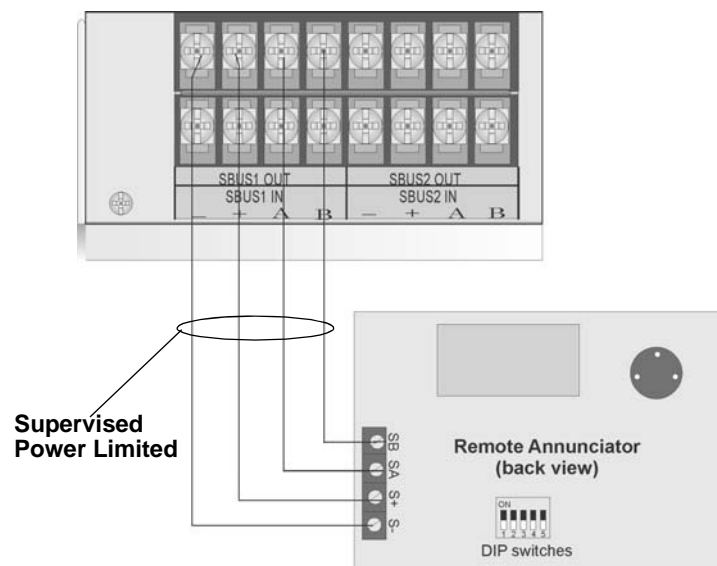 SBUS1 OUT SBUS2 OUT
SBUS1 IN SBUS2 IN
− + A B − + A B
Supervised
Power Limited
SB
SA
S+
S-
Remote Annunciator
(back view)
ON
1 2 3 4 5
DIP switches